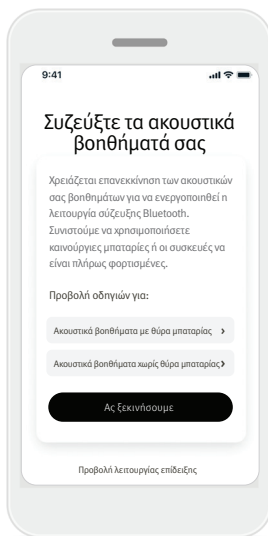 9:41
Συζεύξτε τα ακουστικά
βοηθήματά σας
Χρειάζεται επανεκκίνηση των ακουστικών
σας βοηθημάτων για να ενεργοποιηθεί η
λειτουργία σύζευξης Bluetooth.
Συνιστούμε να χρησιμοποιήσετε
καινούργιες μπαταρίες ή οι συσκευές να
είναι πλήρως φορτισμένες.
Προβολή οδηγιών για:
Ακουστικά βοηθήματα με θύρα μπαταρίας
Ακουστικά βοηθήματα χωρίς θύρα μπαταρίας
Ας ξεκινήσουμε
Προβολή λειτουργίας επίδειξης